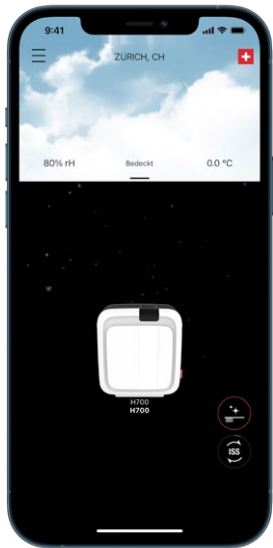 9:41
ZÜRICH, CH
80% rH
Bedeckt
0.0 °C
H700
H700
ISS